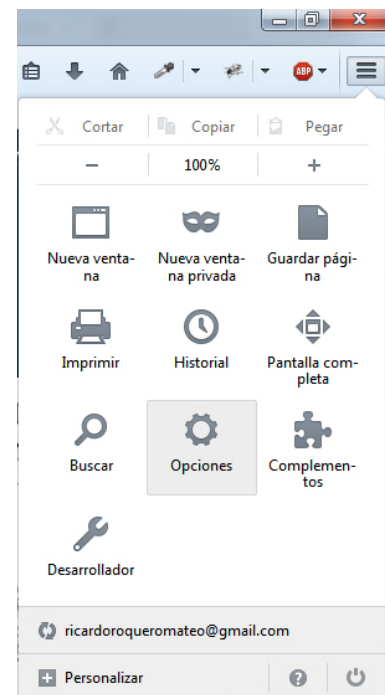 ABP
Cortar Copiar Pegar
− 100% +
Nueva venta-
na
Nueva venta-
na privada
Guardar pági-
na
Imprimir
Historial
Pantalla com-
pleta
Buscar
Opciones
Complemen-
tos
Desarrollador
ricardoroqueromateo@gmail.com
Personalizar